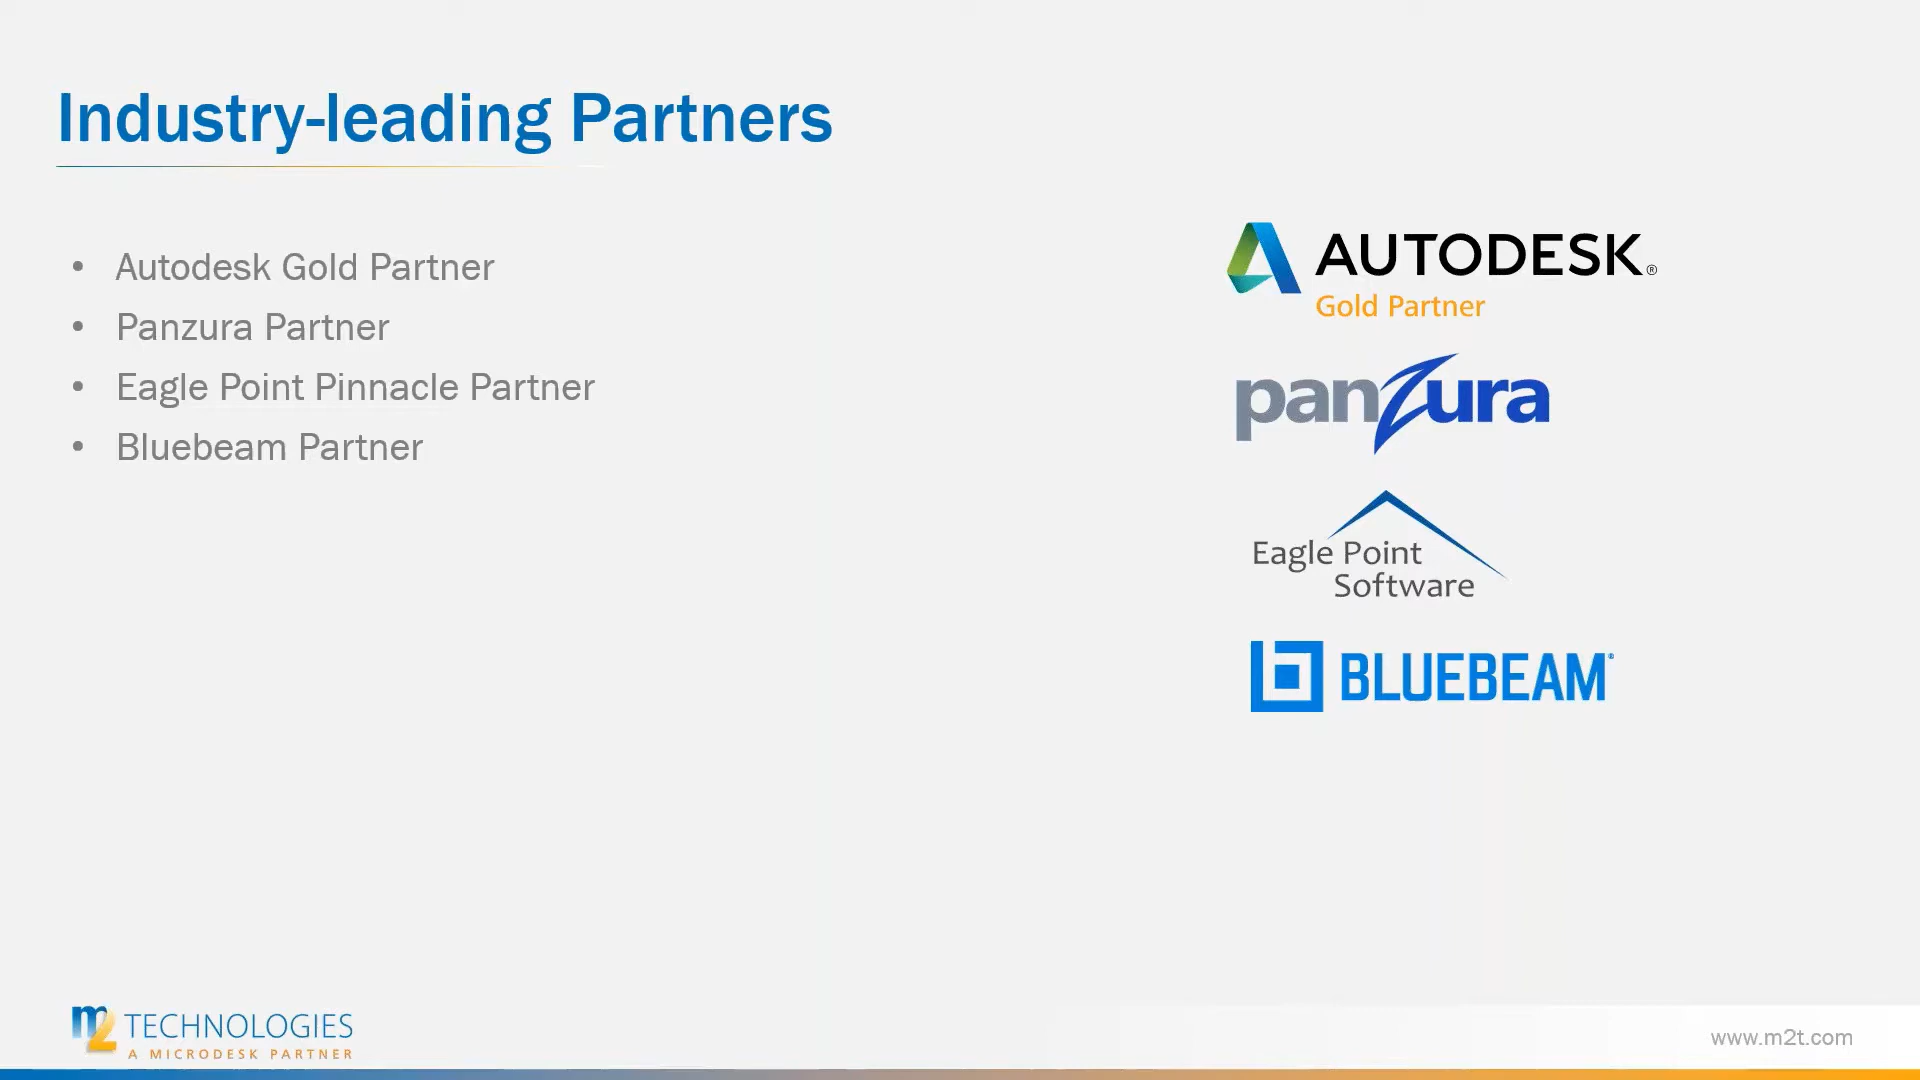 Industry-leading Partners
• Autodesk Gold Partner
• Panzura Partner
• Eagle Point Pinnacle Partner
• Bluebeam Partner
AUTODESK®
Gold Partner
panzura
Eagle Point
Software
BLUEBEAM®
m2 TECHNOLOGIES
A MICRODESK PARTNER
www.m2t.com